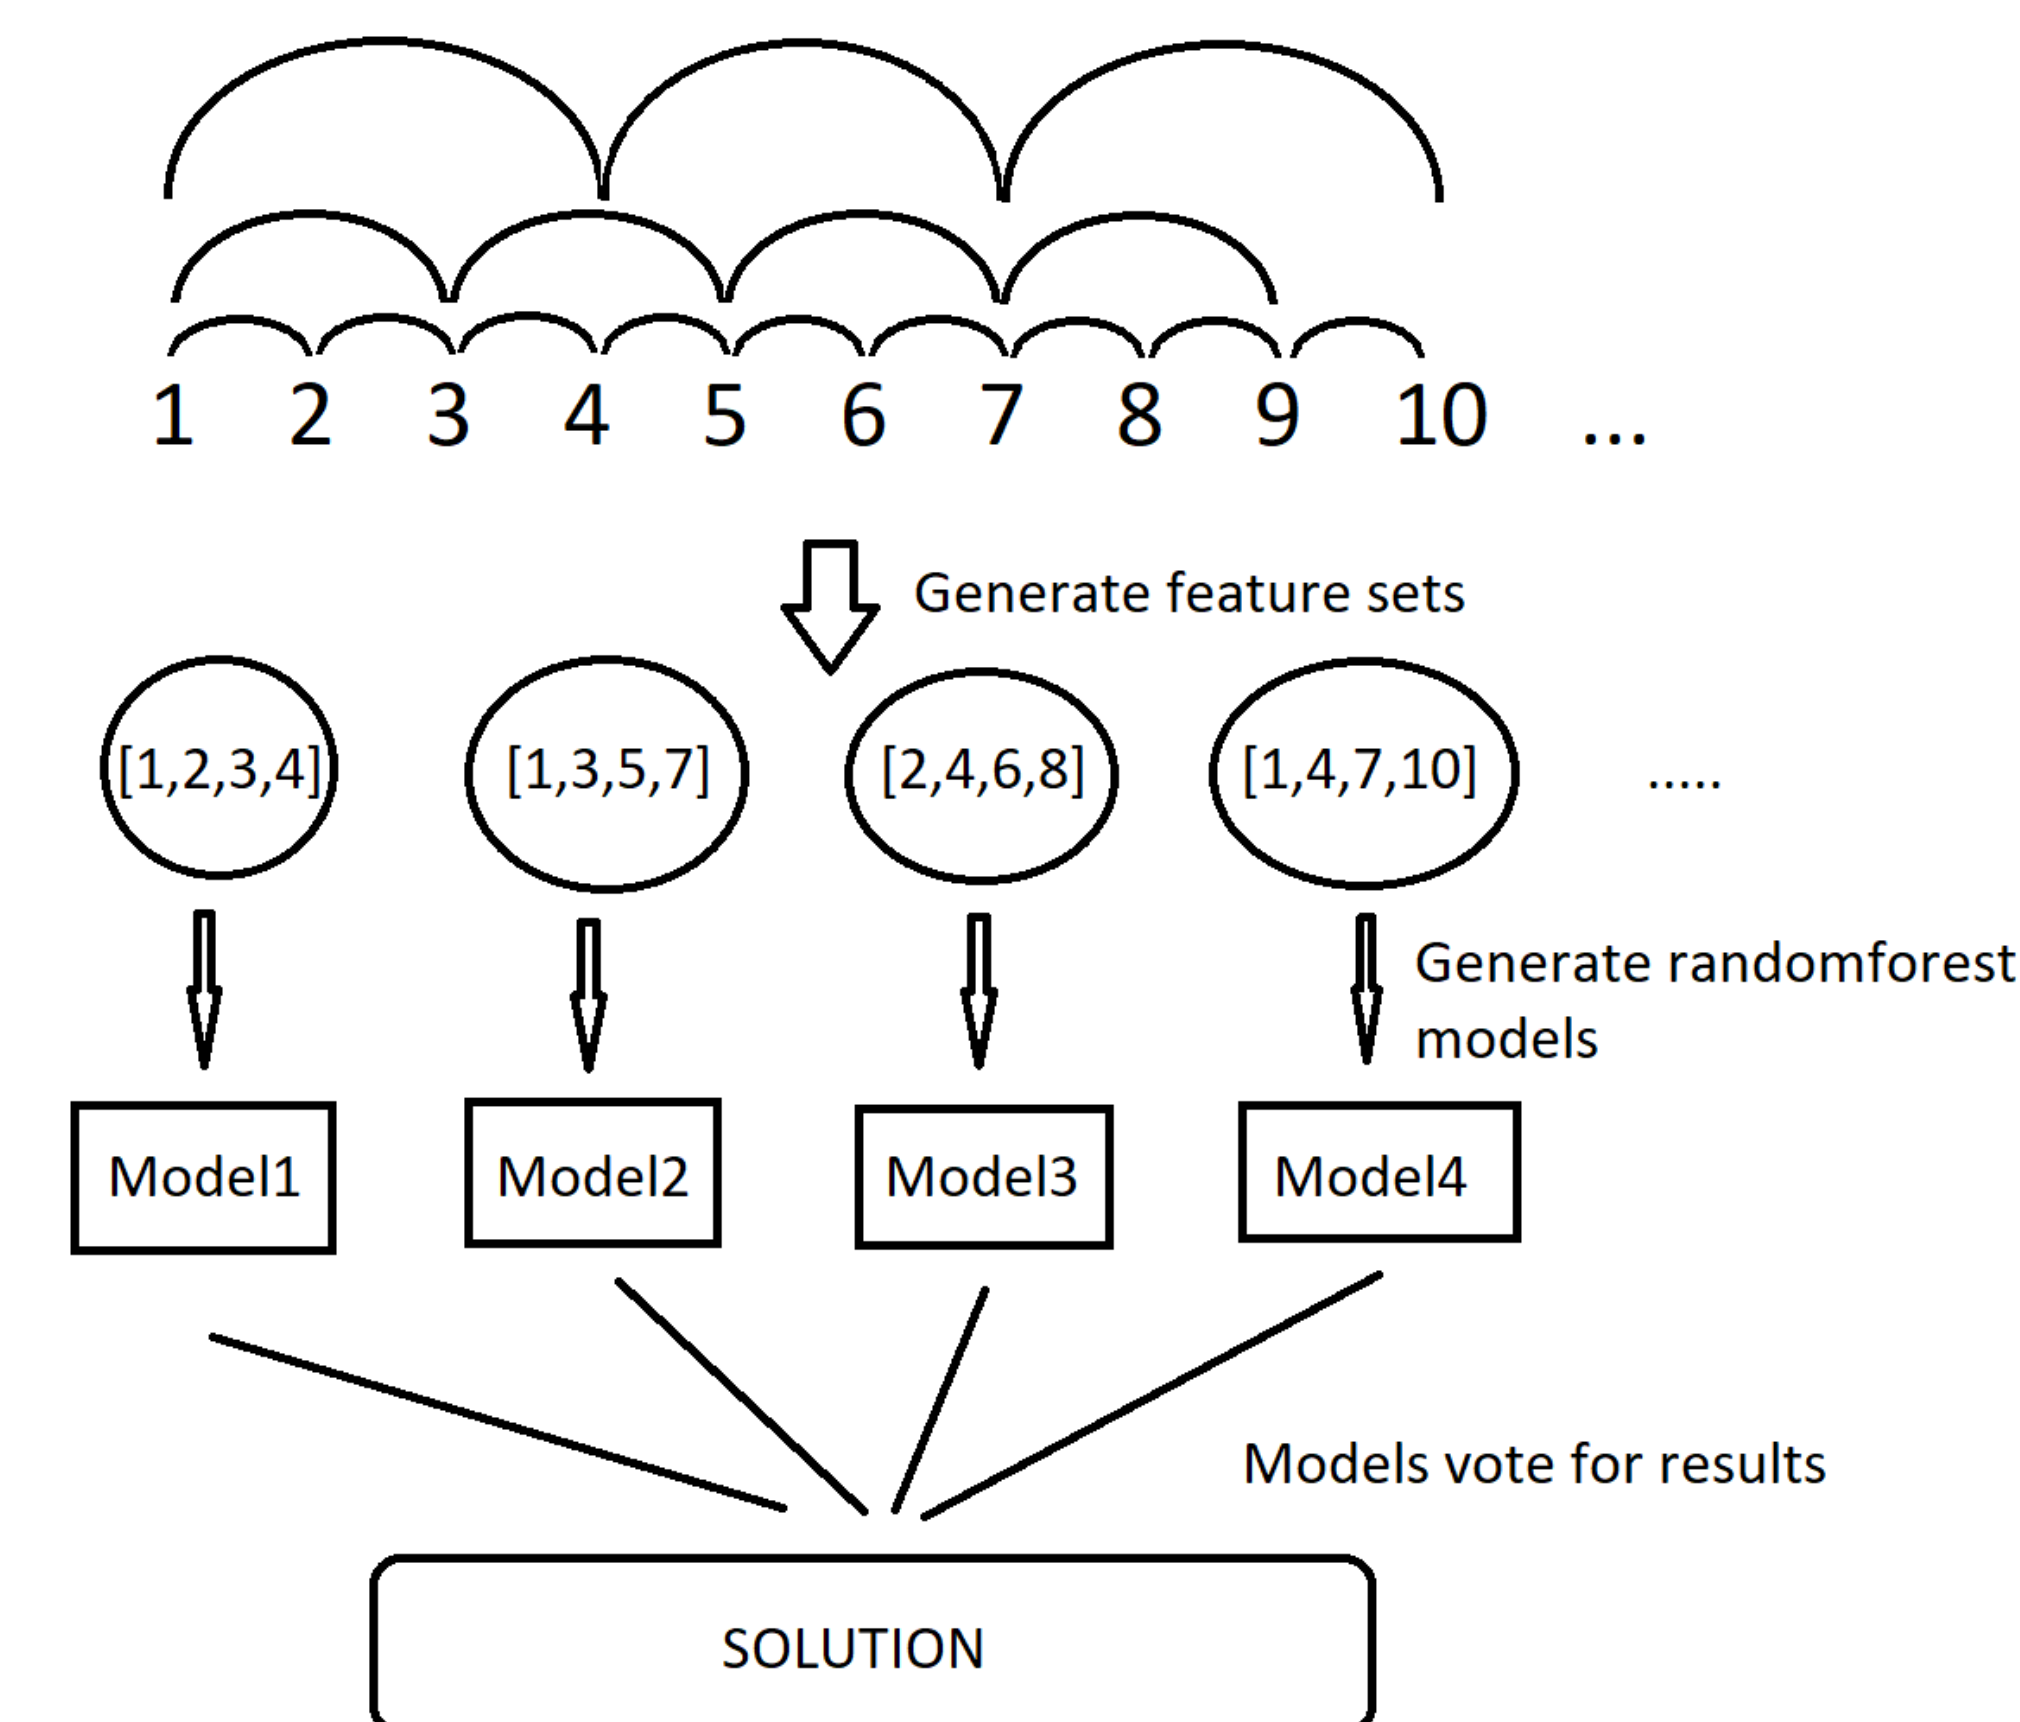 1 2 3 4 5 6 7 8 9 10 ...
Generate feature sets
[1,2,3,4] [1,3,5,7] [2,4,6,8] [1,4,7,10] .....
Generate randomforest
models
Model1 Model2 Model3 Model4
Models vote for results
SOLUTION